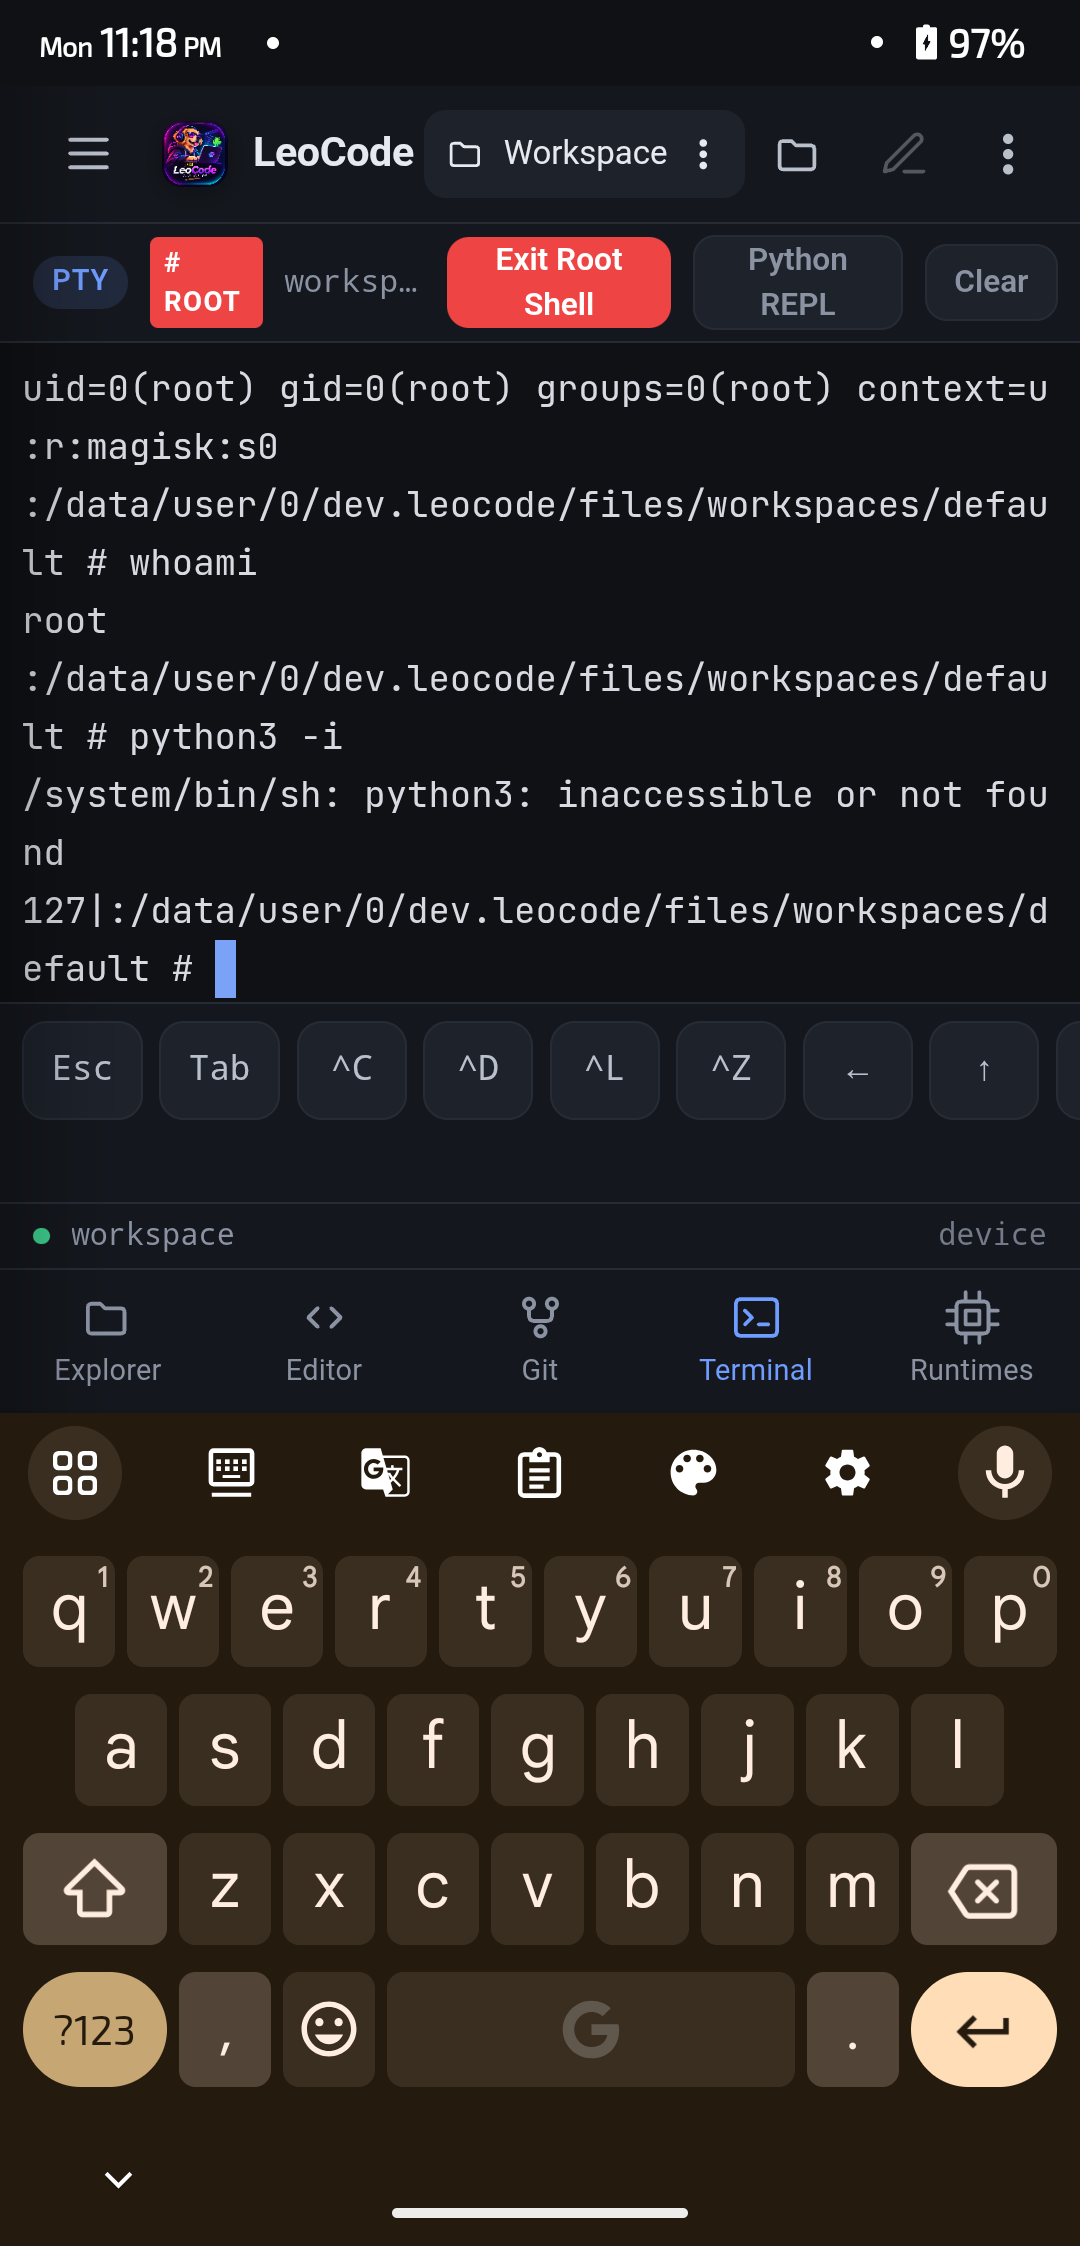 Mon 11:18 PM 97%
LeoCode Workspace
PTY # ROOT worksp… Exit Root Shell Python REPL Clear
uid=0(root) gid=0(root) groups=0(root) context=u
:r:magisk:s0
:/data/user/0/dev.leocode/files/workspaces/defau
lt # whoami
root
:/data/user/0/dev.leocode/files/workspaces/defau
lt # python3 -i
/system/bin/sh: python3: inaccessible or not fou
nd
127|:/data/user/0/dev.leocode/files/workspaces/d
efault #
Esc Tab ^C ^D ^L ^Z ← ↑
workspace device
Explorer Editor Git Terminal Runtimes
q 1 w 2 e 3 r 4 t 5 y 6 u 7 i 8 o 9 p 0
a s d f g h j k l
z x c v b n m
?123 , G .